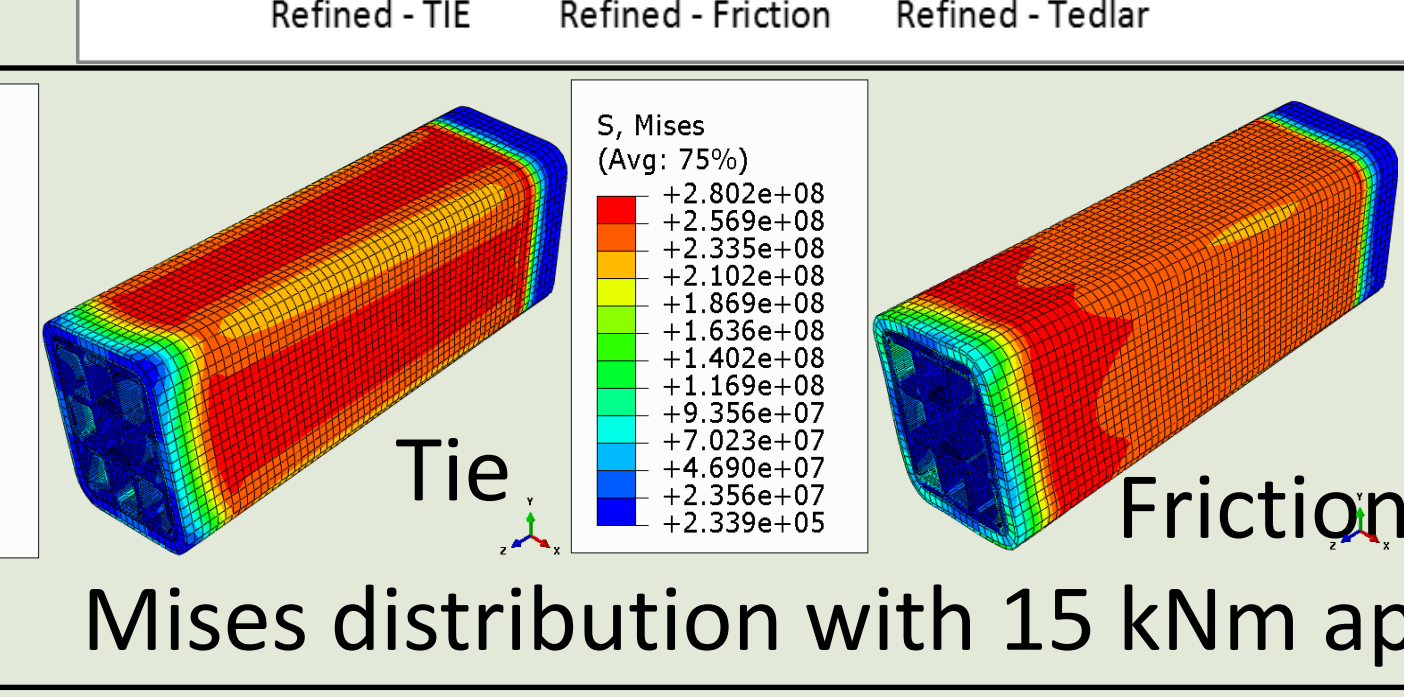 Refined - TIE Refined - Friction Refined - Tedlar
S, Mises
(Avg: 75%)
+2.802e+08
+2.569e+08
+2.335e+08
+2.102e+08
+1.869e+08
+1.636e+08
+1.402e+08
+1.169e+08
+9.356e+07
+7.023e+07
+4.690e+07
+2.356e+07
+2.339e+05
Tie
Y
Z X
Friction
Y
Z X
Mises distribution with 15 kNm ap